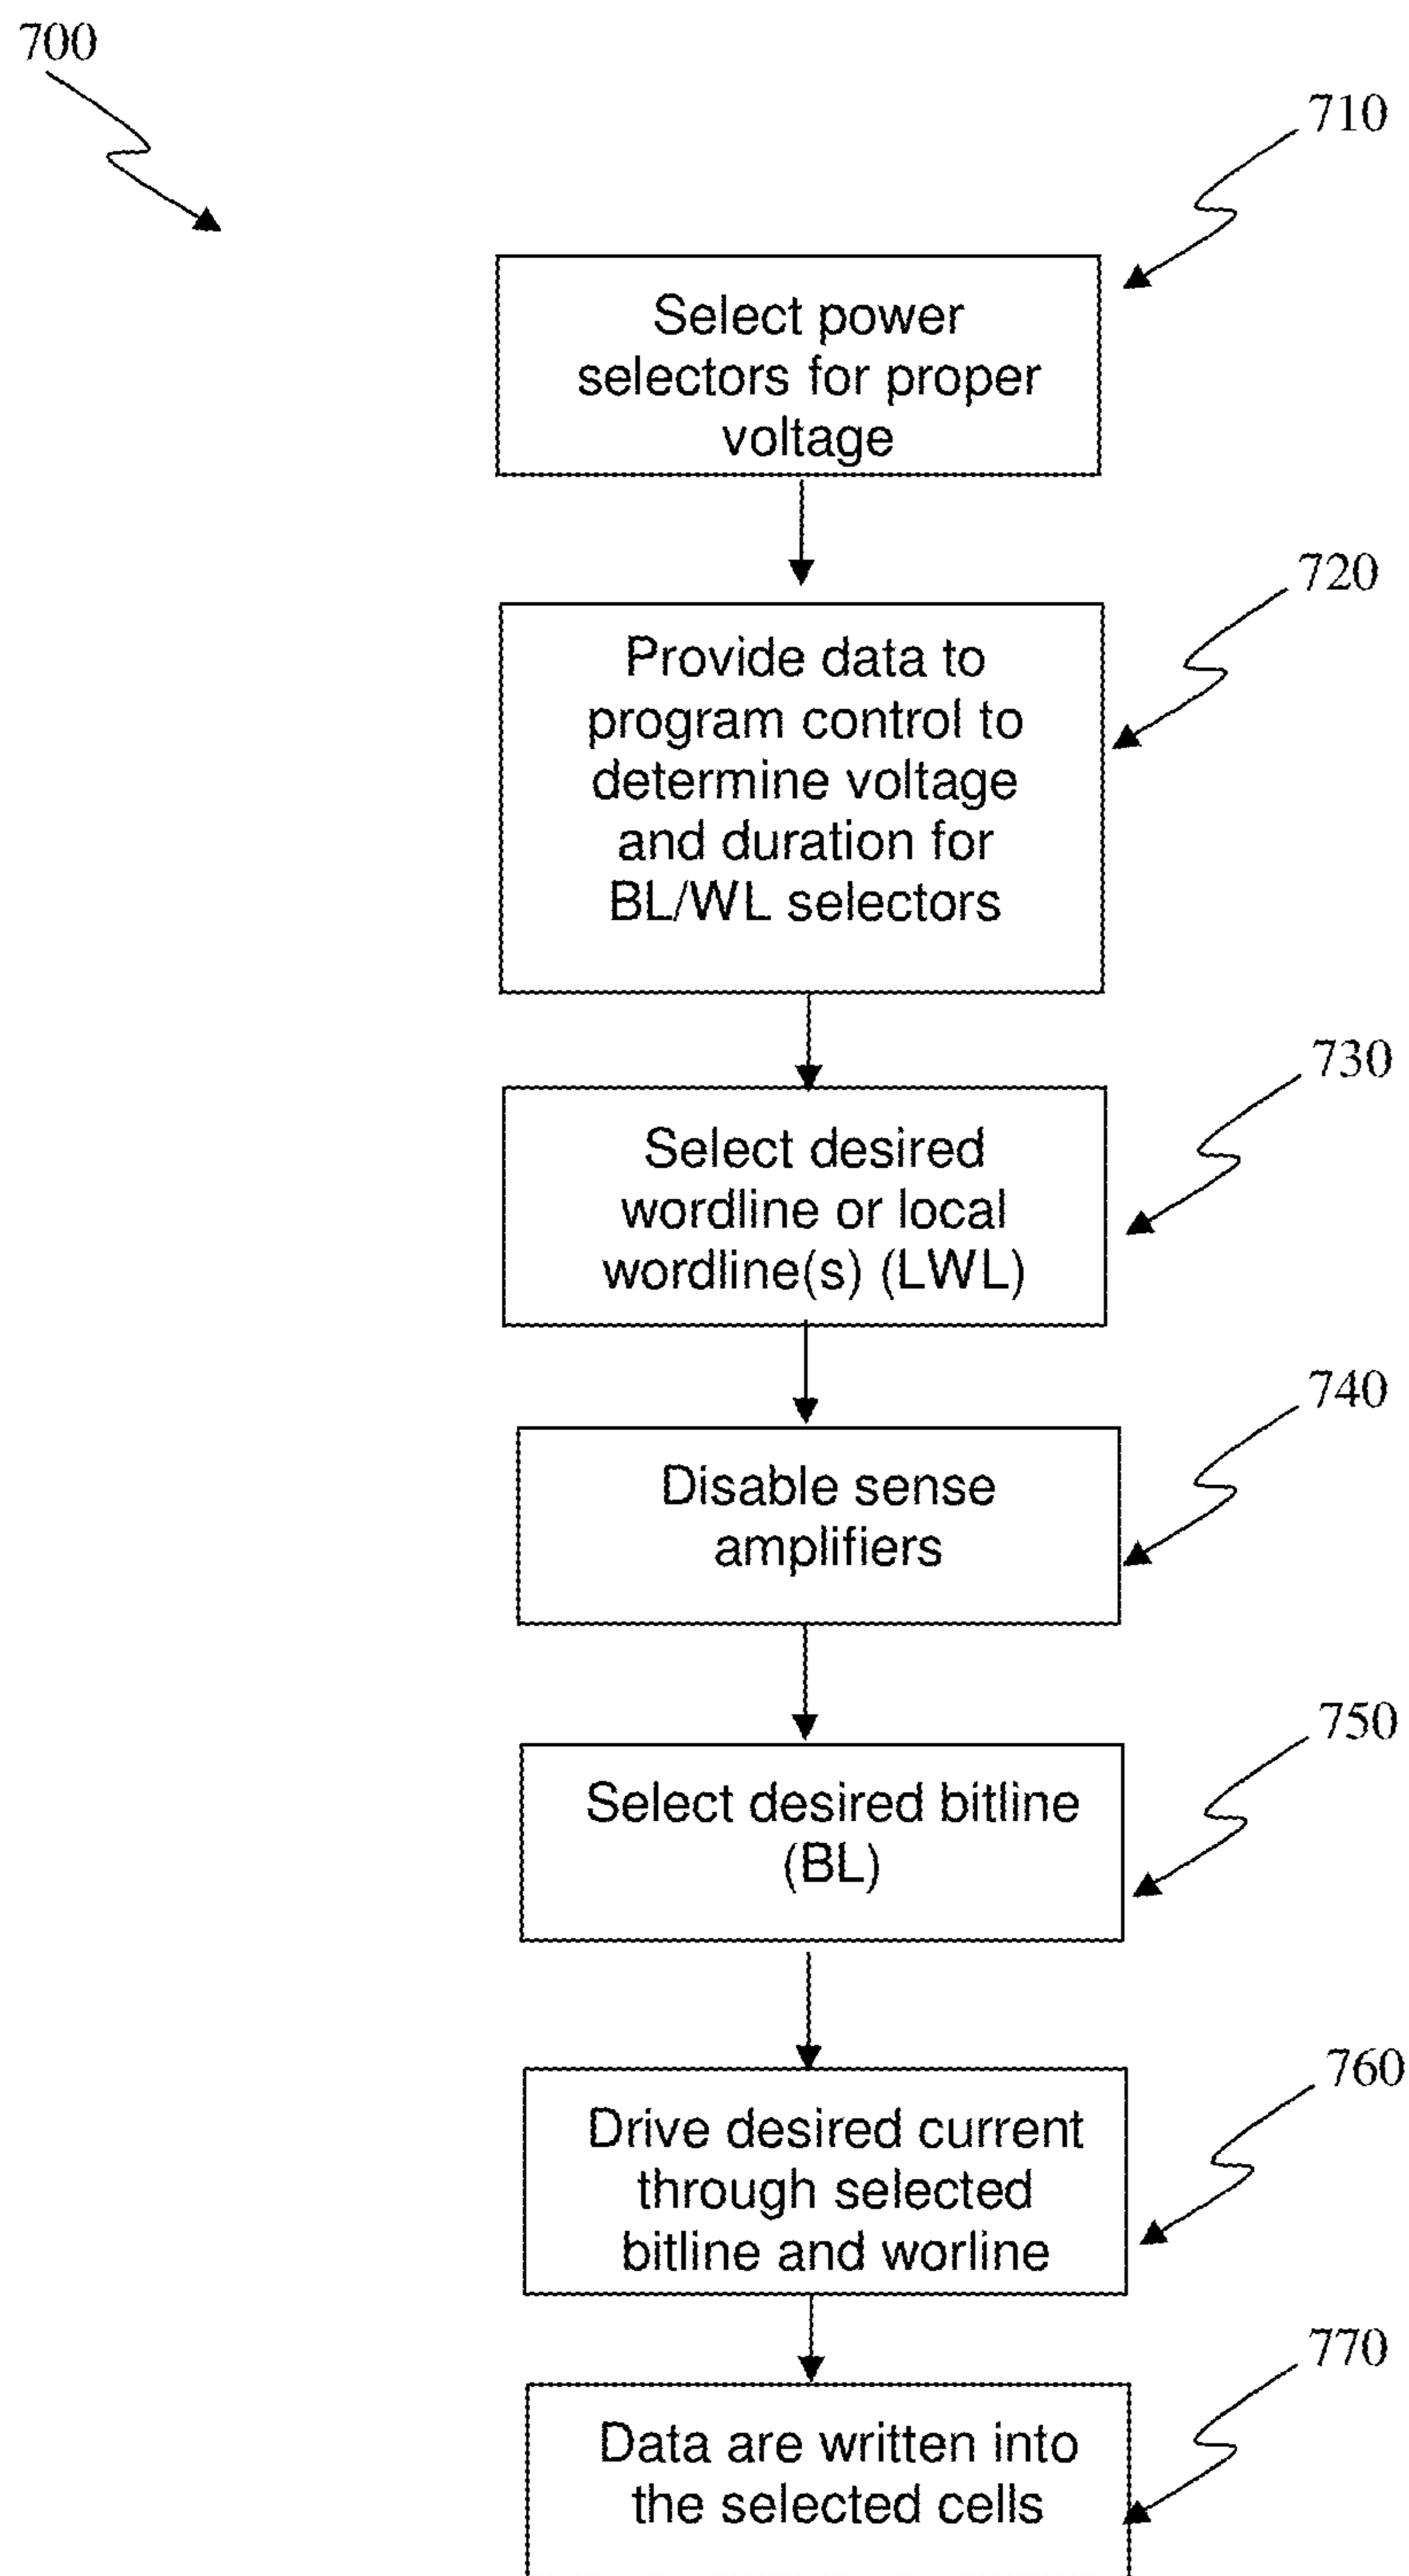 700
710
Select power
selectors for proper
voltage
720
Provide data to
program control to
determine voltage
and duration for
BL/WL selectors
730
Select desired
wordline or local
wordline(s) (LWL)
740
Disable sense
amplifiers
750
Select desired bitline
(BL)
760
Drive desired current
through selected
bitline and worline
770
Data are written into
the selected cells